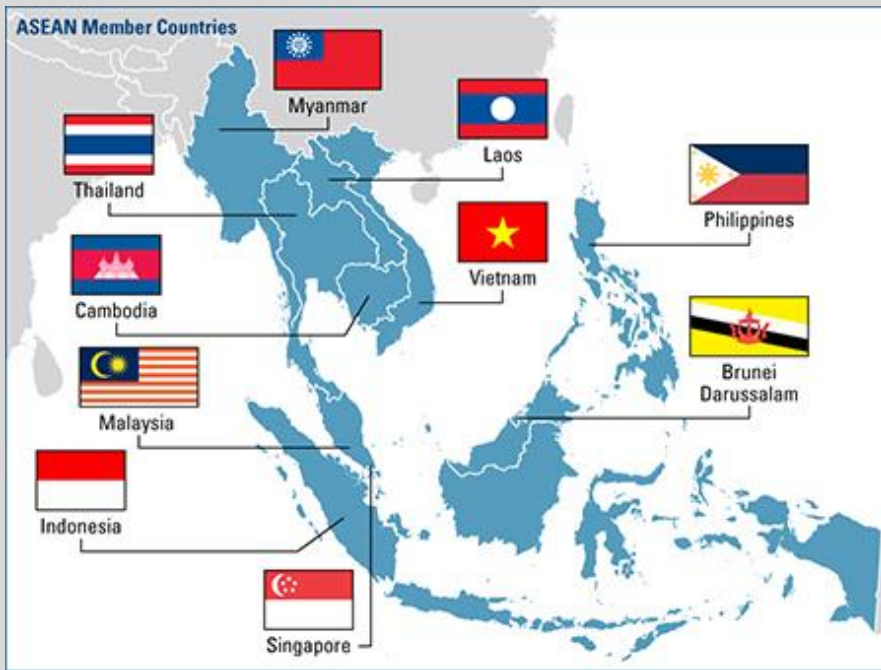 ASEAN Member Countries
Myanmar
Laos
Thailand
Philippines
Vietnam
Cambodia
Brunei
Darussalam
Malaysia
Indonesia
Singapore